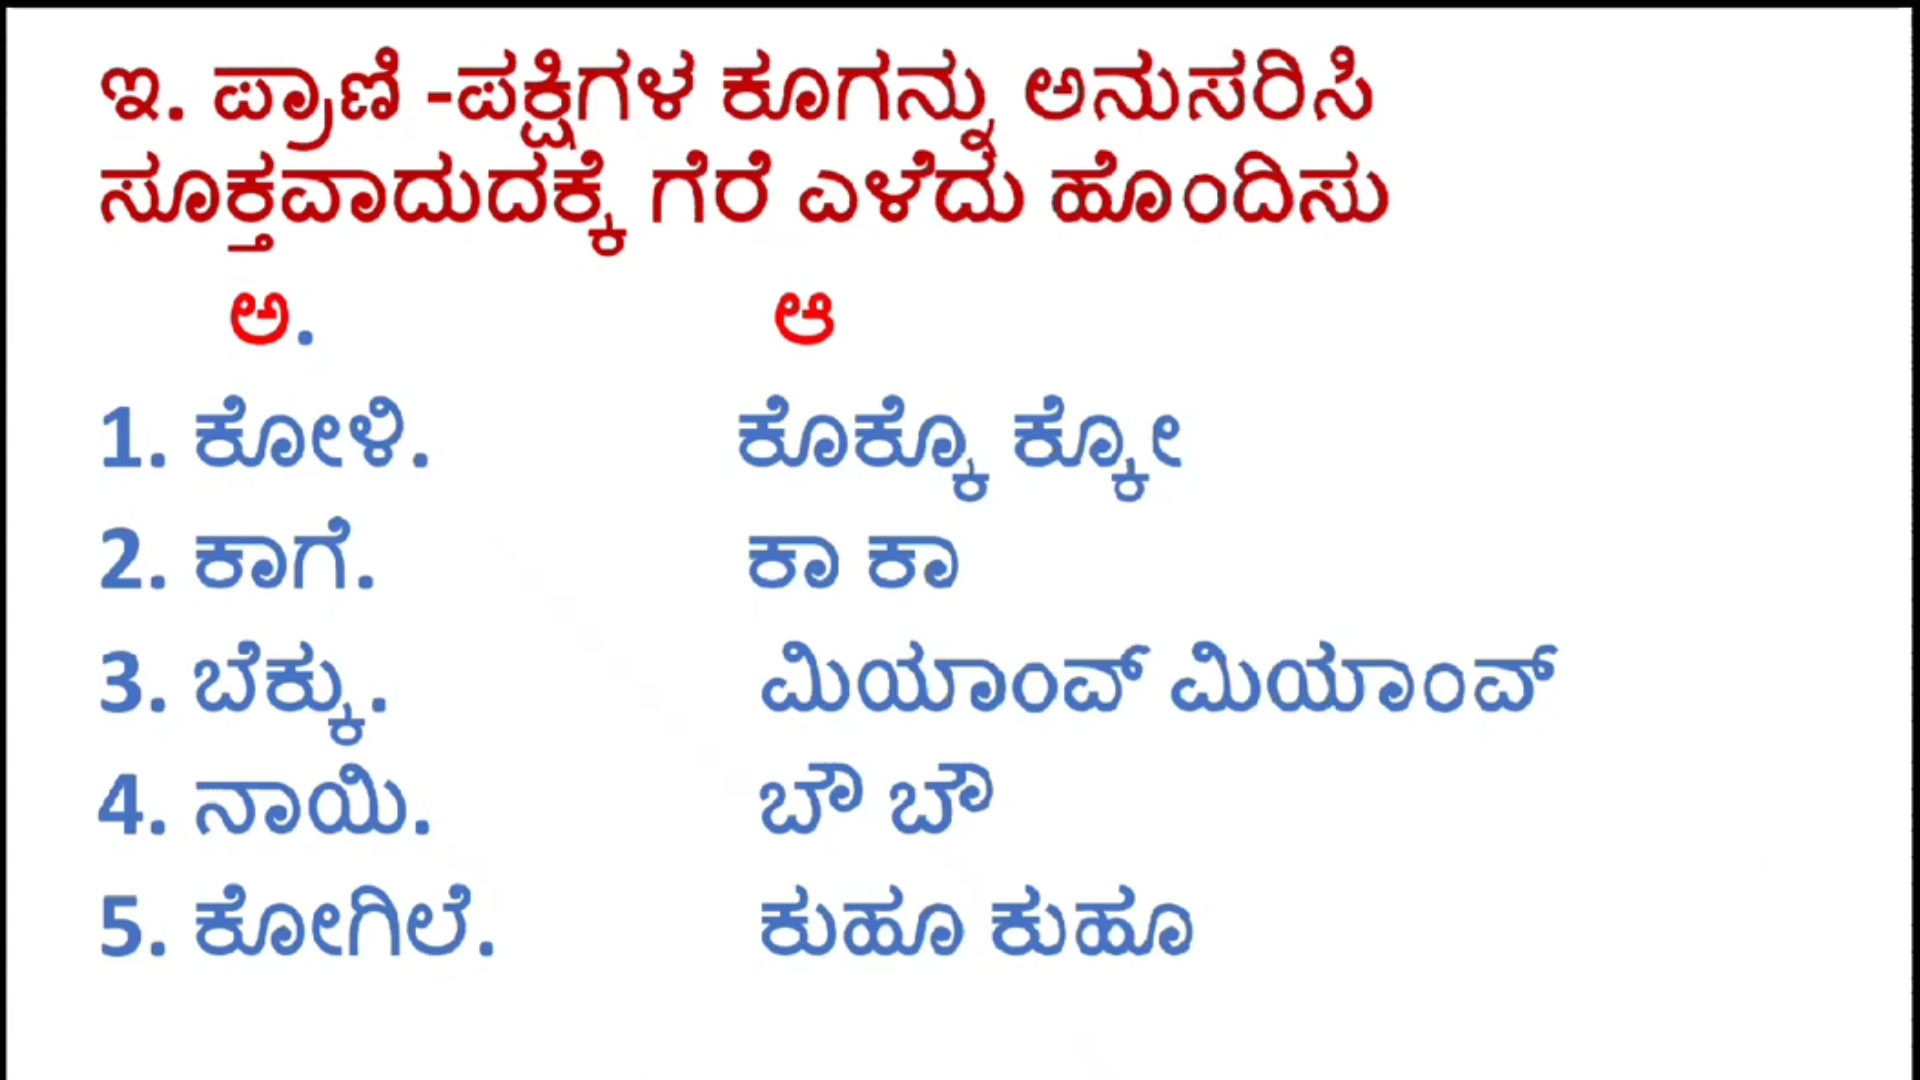 ಇ. ಪ್ರಾಣಿ -ಪಕ್ಷಿಗಳ ಕೂಗನ್ನು ಅನುಸರಿಸಿ
ಸೂಕ್ತವಾದುದಕ್ಕೆ ಗೆರೆ ಎಳೆದು ಹೊಂದಿಸು
ಅ. ಆ
1. ಕೋಳಿ. ಕೊಕ್ಕೊ ಕ್ಕೋ
2. ಕಾಗೆ. ಕಾ ಕಾ
3. ಬೆಕ್ಕು. ಮಿಯಾಂವ್ ಮಿಯಾಂವ್
4. ನಾಯಿ. ಬೌ ಬೌ
5. ಕೋಗಿಲೆ. ಕುಹೂ ಕುಹೂ